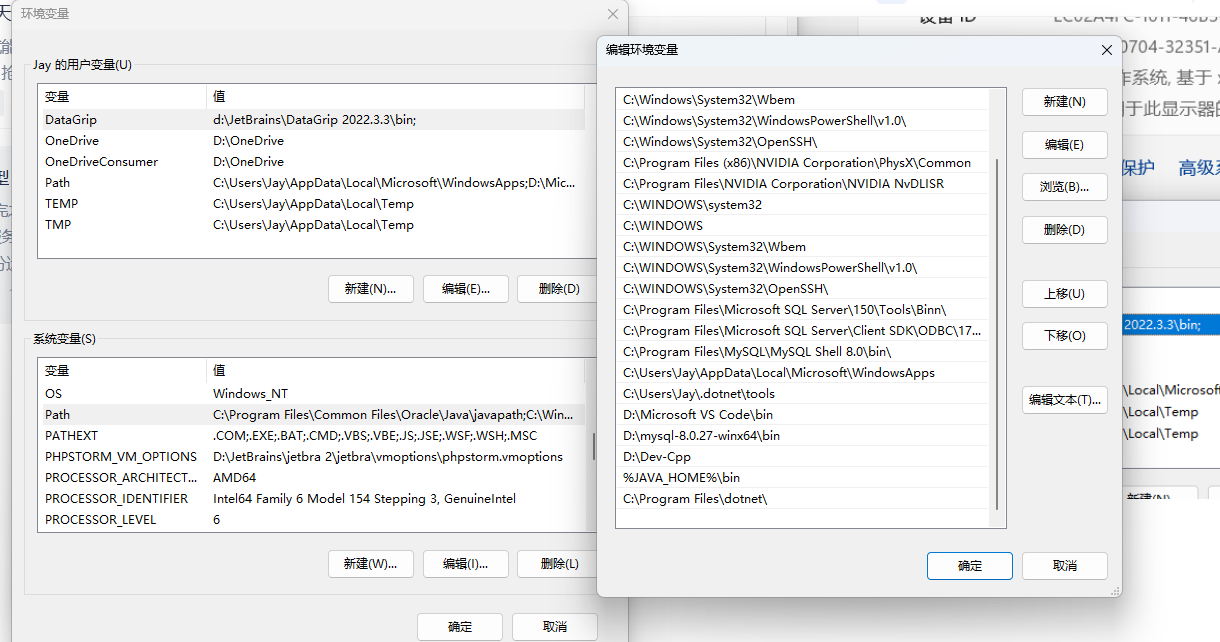 环境变量
Jay 的用户变量(U)
变量 值
DataGrip d:\JetBrains\DataGrip 2022.3.3\bin;
OneDrive D:\OneDrive
OneDriveConsumer D:\OneDrive
Path C:\Users\Jay\AppData\Local\Microsoft\WindowsApps;D:\Mic...
TEMP C:\Users\Jay\AppData\Local\Temp
TMP C:\Users\Jay\AppData\Local\Temp
新建(N)... 编辑(E)... 删除(D)
系统变量(S)
变量 值
OS Windows_NT
Path C:\Program Files\Common Files\Oracle\Java\javapath;C:\Win...
PATHEXT .COM;.EXE;.BAT;.CMD;.VBS;.VBE;.JS;.JSE;.WSF;.WSH;.MSC
PHPSTORM_VM_OPTIONS D:\JetBrains\jetbra 2\jetbra\vmoptions\phpstorm.vmoptions
PROCESSOR_ARCHITECT... AMD64
PROCESSOR_IDENTIFIER Intel64 Family 6 Model 154 Stepping 3, GenuineIntel
PROCESSOR_LEVEL 6
新建(W)... 编辑(I)... 删除(L)
确定 取消
编辑环境变量
C:\Windows\System32\Wbem
C:\Windows\System32\WindowsPowerShell\v1.0\
C:\Windows\System32\OpenSSH\
C:\Program Files (x86)\NVIDIA Corporation\PhysX\Common
C:\Program Files\NVIDIA Corporation\NVIDIA NvDLISR
C:\WINDOWS\system32
C:\WINDOWS
C:\WINDOWS\System32\Wbem
C:\WINDOWS\System32\WindowsPowerShell\v1.0\
C:\WINDOWS\System32\OpenSSH\
C:\Program Files\Microsoft SQL Server\150\Tools\Binn\
C:\Program Files\Microsoft SQL Server\Client SDK\ODBC\17...
C:\Program Files\MySQL\MySQL Shell 8.0\bin\
C:\Users\Jay\AppData\Local\Microsoft\WindowsApps
C:\Users\Jay\.dotnet\tools
D:\Microsoft VS Code\bin
D:\mysql-8.0.27-winx64\bin
D:\Dev-Cpp
%JAVA_HOME%\bin
C:\Program Files\dotnet\
新建(N)
编辑(E)
浏览(B)...
删除(D)
上移(U)
下移(O)
编辑文本(T)...
确定 取消
设备 ID
0704-32351-
作系统, 基于
用于此显示器的
保护 高级系
2022.3.3\bin;
\Local\Microsoft
\Local\Temp
\Local\Temp
新建(N)